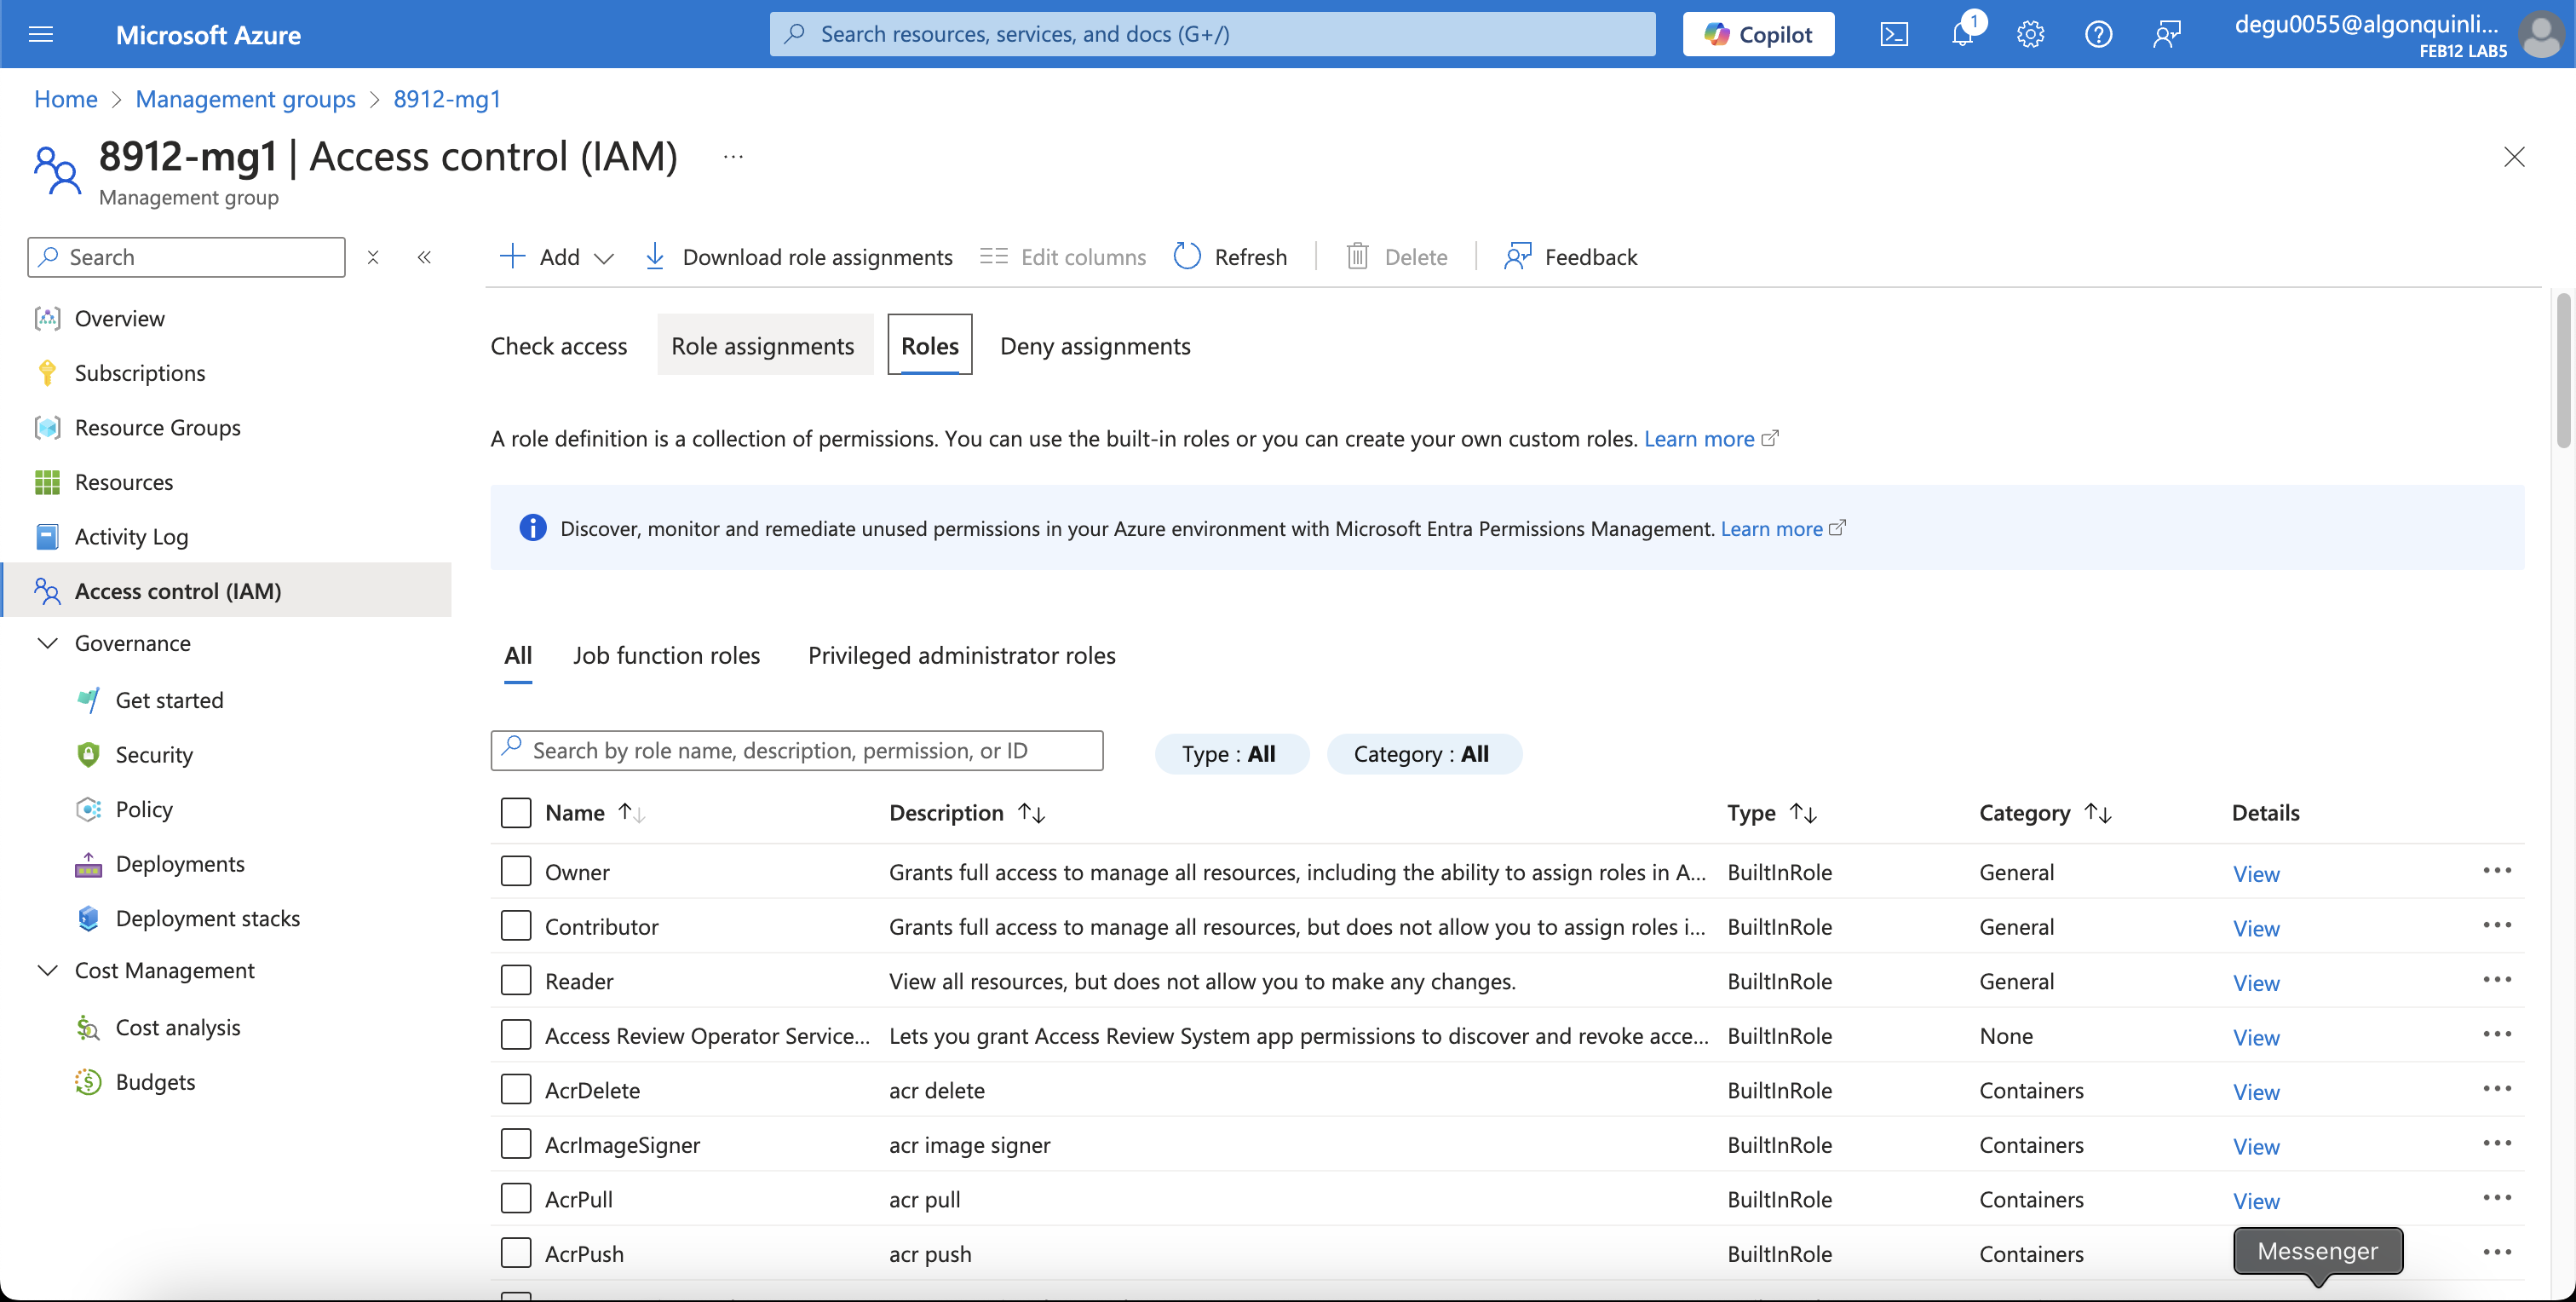 Microsoft Azure
Search resources, services, and docs (G+/)
Copilot
1
degu0055@algonquinli...
FEB12 LAB5
Home > Management groups > 8912-mg1
8912-mg1 | Access control (IAM) ...
Management group
Search
Overview
Subscriptions
Resource Groups
Resources
Activity Log
Access control (IAM)
Governance
Get started
Security
Policy
Deployments
Deployment stacks
Cost Management
Cost analysis
Budgets
Add Download role assignments Edit columns Refresh Delete Feedback
Check access Role assignments Roles Deny assignments
A role definition is a collection of permissions. You can use the built-in roles or you can create your own custom roles. Learn more
Discover, monitor and remediate unused permissions in your Azure environment with Microsoft Entra Permissions Management. Learn more
All Job function roles Privileged administrator roles
Search by role name, description, permission, or ID Type : All Category : All
Name Description Type Category Details
Owner Grants full access to manage all resources, including the ability to assign roles in A... BuiltInRole General View
Contributor Grants full access to manage all resources, but does not allow you to assign roles i... BuiltInRole General View
Reader View all resources, but does not allow you to make any changes. BuiltInRole General View
Access Review Operator Service... Lets you grant Access Review System app permissions to discover and revoke acce... BuiltInRole None View
AcrDelete acr delete BuiltInRole Containers View
AcrImageSigner acr image signer BuiltInRole Containers View
AcrPull acr pull BuiltInRole Containers View
AcrPush acr push BuiltInRole Containers
Messenger